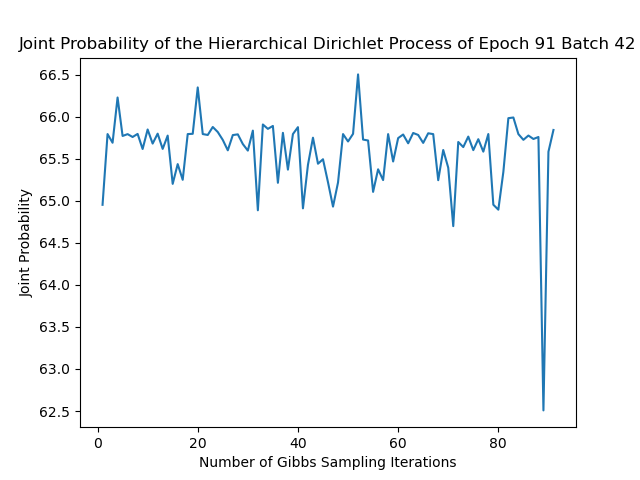 Joint Probability of the Hierarchical Dirichlet Process of Epoch 91 Batch 42
66.5
66.0
65.5
65.0
64.5
64.0
63.5
63.0
62.5
Joint Probability
0 20 40 60 80
Number of Gibbs Sampling Iterations